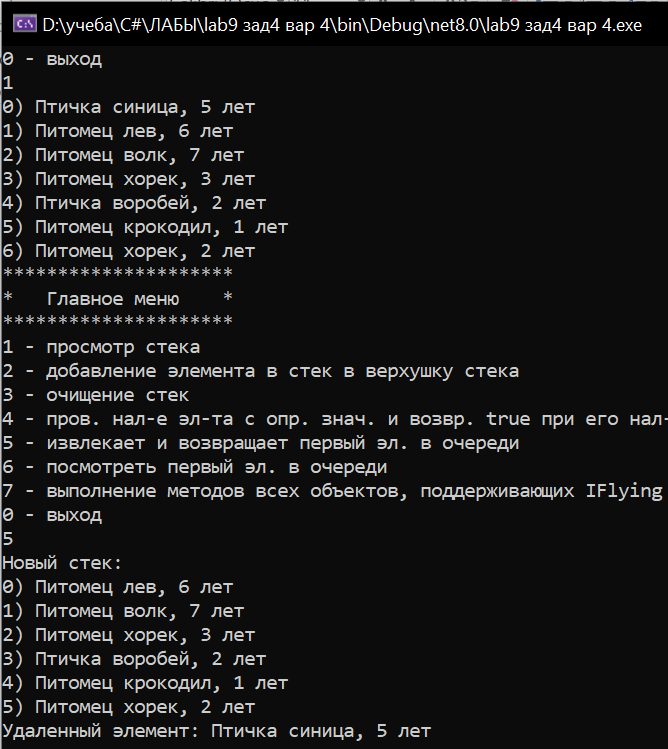 D:\учеба\C#\ЛАБЫ\lab9 зад4 вар 4\bin\Debug\net8.0\lab9 зад4 вар 4.exe
0 - выход
1
0) Птичка синица, 5 лет
1) Питомец лев, 6 лет
2) Питомец волк, 7 лет
3) Питомец хорек, 3 лет
4) Птичка воробей, 2 лет
5) Питомец крокодил, 1 лет
6) Питомец хорек, 2 лет
*********************
*   Главное меню    *
*********************
1 - просмотр стека
2 - добавление элемента в стек в верхушку стека
3 - очищение стек
4 - пров. нал-е эл-та с опр. знач. и возвр. true при его нал-
5 - извлекает и возвращает первый эл. в очереди
6 - посмотреть первый эл. в очереди
7 - выполнение методов всех объектов, поддерживающих IFlying
0 - выход
5
Новый стек:
0) Питомец лев, 6 лет
1) Питомец волк, 7 лет
2) Питомец хорек, 3 лет
3) Птичка воробей, 2 лет
4) Питомец крокодил, 1 лет
5) Питомец хорек, 2 лет
Удаленный элемент: Птичка синица, 5 лет